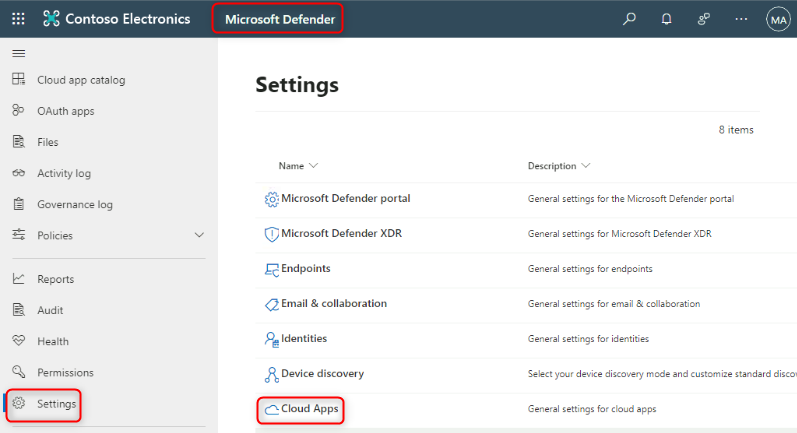 Contoso Electronics
Microsoft Defender
MA
Cloud app catalog
OAuth apps
Files
Activity log
Governance log
Policies
Reports
Audit
Health
Permissions
Settings
Settings
8 items
Name Description
Microsoft Defender portal General settings for the Microsoft Defender portal
Microsoft Defender XDR General settings for Microsoft Defender XDR
Endpoints General settings for endpoints
Email & collaboration General settings for email & collaboration
Identities General settings for identities
Device discovery Select your device discovery mode and customize standard disco
Cloud Apps General settings for cloud apps